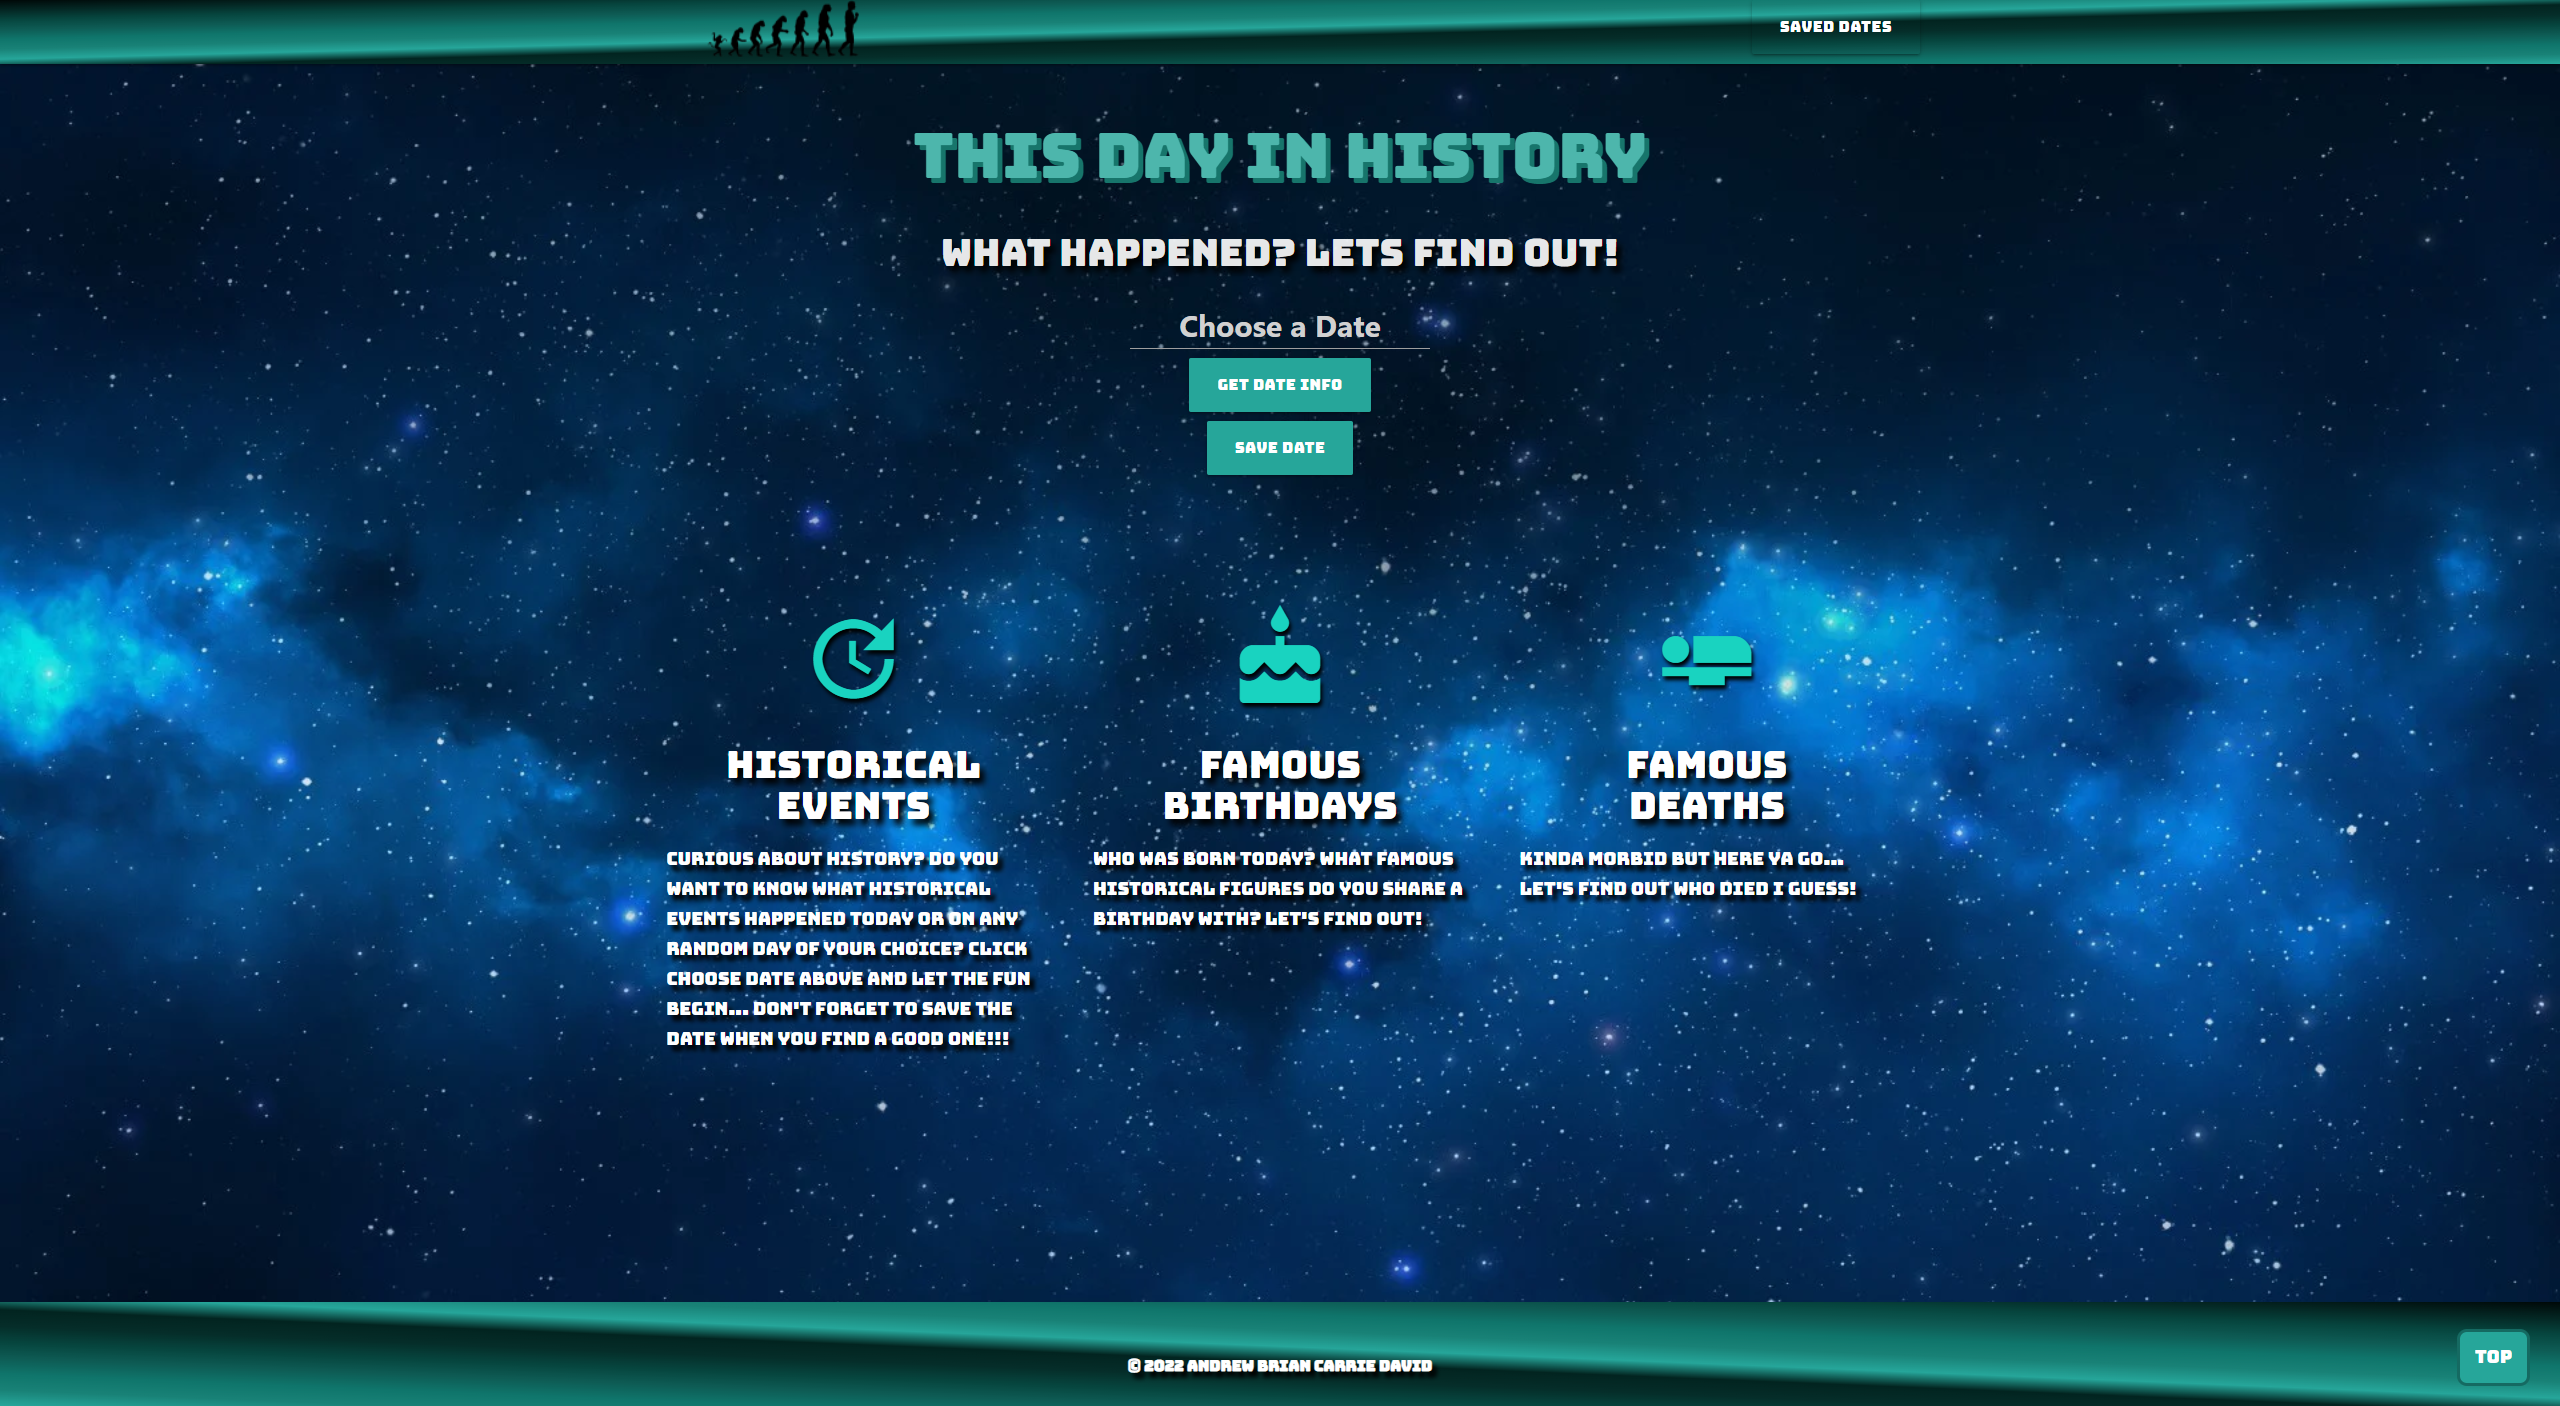 SAVED DATES
THIS DAY IN HISTORY
WHAT HAPPENED? LETS FIND OUT!
Choose a Date
GET DATE INFO
SAVE DATE
HISTORICAL
EVENTS
CURIOUS ABOUT HISTORY? DO YOU
WANT TO KNOW WHAT HISTORICAL
EVENTS HAPPENED TODAY OR ON ANY
RANDOM DAY OF YOUR CHOICE? CLICK
CHOOSE DATE ABOVE AND LET THE FUN
BEGIN... DON'T FORGET TO SAVE THE
DATE WHEN YOU FIND A GOOD ONE!!!
FAMOUS
BIRTHDAYS
WHO WAS BORN TODAY? WHAT FAMOUS
HISTORICAL FIGURES DO YOU SHARE A
BIRTHDAY WITH? LET'S FIND OUT!
FAMOUS
DEATHS
KINDA MORBID BUT HERE YA GO...
LET'S FIND OUT WHO DIED I GUESS!
© 2022 ANDREW BRIAN CARRIE DAVID
TOP